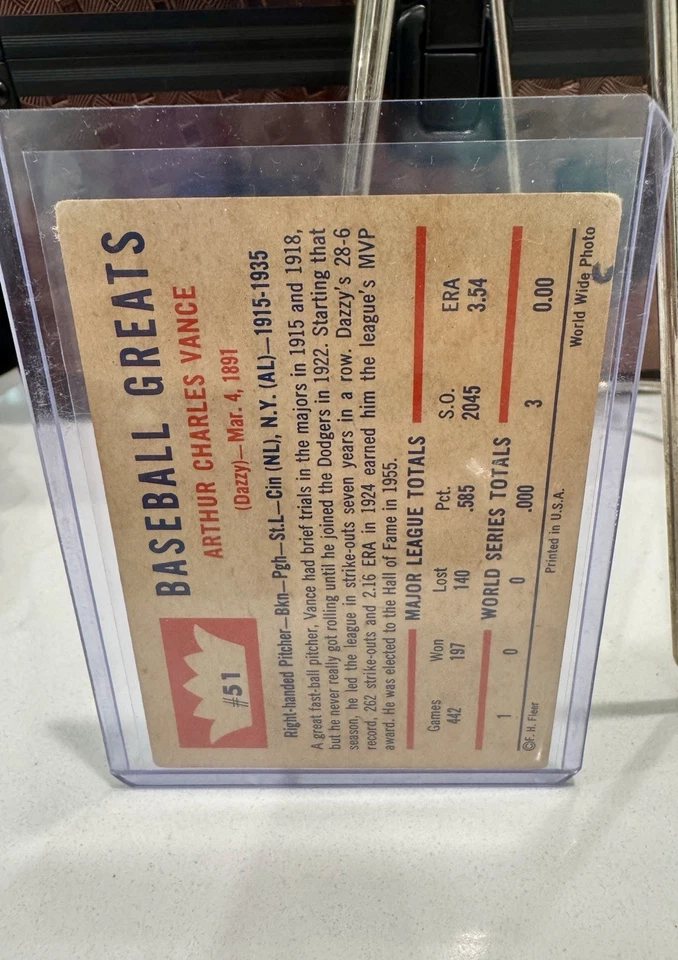 #51
BASEBALL GREATS
ARTHUR CHARLES VANCE
(Dazzy)—Mar. 4, 1891
Right-handed Pitcher—Bkn—Pgh—St.L—Cin (NL), N.Y. (AL)—1915-1935
A great fast-ball pitcher, Vance had brief trials in the majors in 1915 and 1918,
but he never really got rolling until he joined the Dodgers in 1922. Starting that
season, he led the league in strike-outs seven years in a row. Dazzy's 28-6
record, 262 strike-outs and 2.16 ERA in 1924 earned him the league's MVP
award. He was elected to the Hall of Fame in 1955.
MAJOR LEAGUE TOTALS
Games Won Lost Pct. S.O. ERA
442 197 140 .585 2045 3.54
WORLD SERIES TOTALS
1 0 0 .000 3 0.00
©F. H. Fleer Printed in U.S.A. World Wide Photo